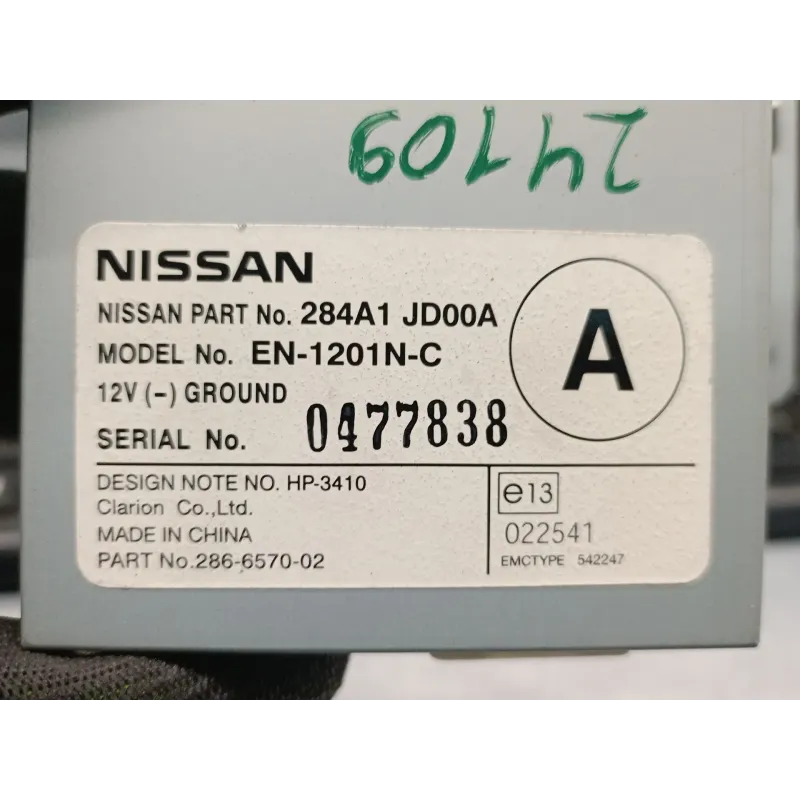 NISSAN
NISSAN PART No. 284A1 JD00A
MODEL No. EN-1201N-C
12V (-) GROUND
SERIAL No. 0477838
A
DESIGN NOTE NO. HP-3410
Clarion Co.,Ltd.
MADE IN CHINA
PART No.286-6570-02
e13
022541
EMCTYPE 542247